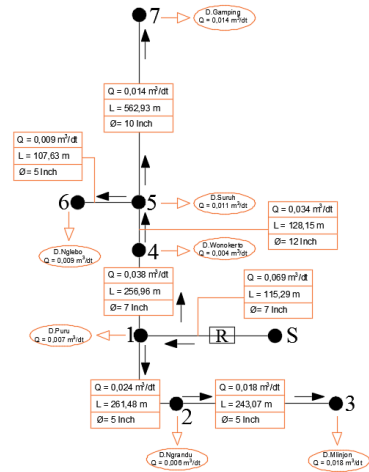 7
D.Gamping
Q = 0,014 m³/dt
Q = 0,014 m³/dt
L = 562,93 m
Ø= 10 Inch
Q = 0,009 m³/dt
L = 107,63 m
Ø= 5 Inch
6
5
D.Suruh
Q = 0,011 m³/dt
Q = 0,034 m³/dt
L = 128,15 m
Ø= 12 Inch
D.Nglebo
Q = 0,009 m³/dt
4
D.Wonokerto
Q = 0,004 m³/dt
Q = 0,038 m³/dt
L = 256,96 m
Ø= 7 Inch
Q = 0,069 m³/dt
L = 115,29 m
Ø= 7 Inch
D.Puru
Q = 0,007 m³/dt
1
R
S
Q = 0,024 m³/dt
L = 261,48 m
Ø= 5 Inch
2
Q = 0,018 m³/dt
L = 243,07 m
Ø= 5 Inch
3
D.Ngrandu
Q = 0,006 m³/dt
D.Mlinjon
Q = 0,018 m³/dt